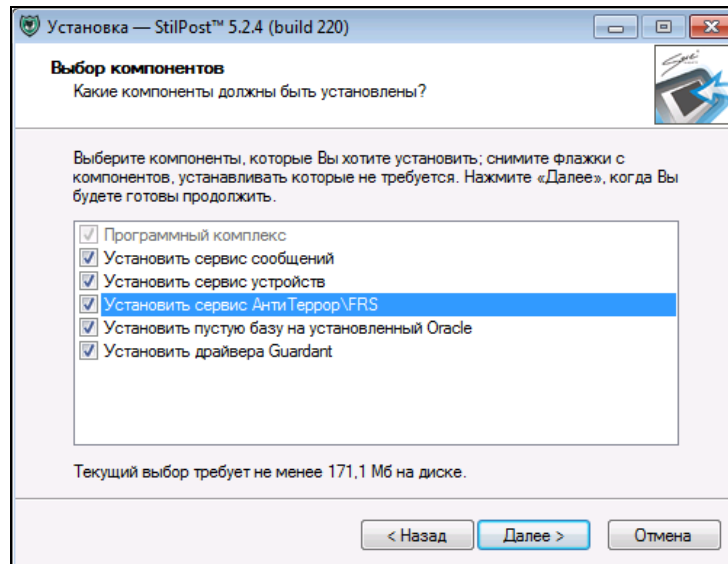 Установка — StilPost™ 5.2.4 (build 220)
Выбор компонентов
Какие компоненты должны быть установлены?
Выберите компоненты, которые Вы хотите установить; снимите флажки с
компонентов, устанавливать которые не требуется. Нажмите «Далее», когда Вы
будете готовы продолжить.
Программный комплекс
Установить сервис сообщений
Установить сервис устройств
Установить сервис АнтиТеррор\FRS
Установить пустую базу на установленный Oracle
Установить драйвера Guardant
Текущий выбор требует не менее 171,1 Мб на диске.
< Назад
Далее >
Отмена